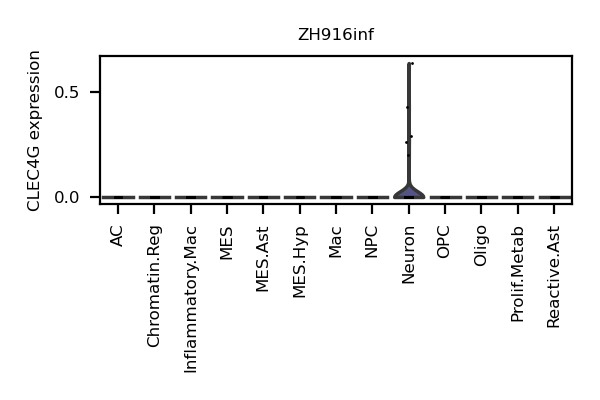 ZH916inf
CLEC4G expression
0.5
0.0
AC
Chromatin.Reg
Inflammatory.Mac
MES
MES.Ast
MES.Hyp
Mac
NPC
Neuron
OPC
Oligo
Prolif.Metab
Reactive.Ast